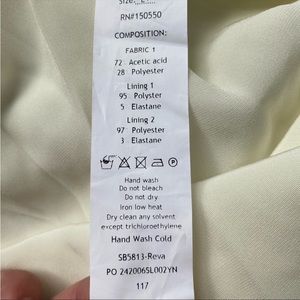 RN#150550
COMPOSITION:
FABRIC 1
72 Acetic acid
28 Polyester
Lining 1
95 Polyster
5 Elastane
Lining 2
97 Polyester
3 Elastane
P
Hand wash
Do not bleach
Do not dry
Iron low heat
Dry clean any solvent
except trichloroethylene
Hand Wash Cold
SB5813-Reva
PO 242006SL002YN
117